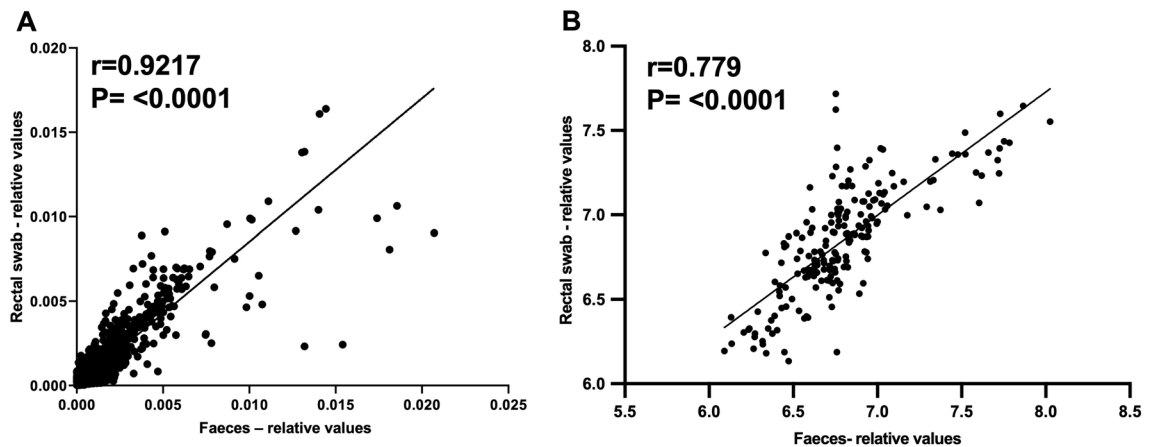 A
r=0.9217
P= <0.0001
Rectal swab - relative values
0.020
0.015
0.010
0.005
0.000
0.000 0.005 0.010 0.015 0.020 0.025
Faeces – relative values
B
r=0.779
P= <0.0001
Rectal swab - relative values
8.0
7.5
7.0
6.5
6.0
5.5 6.0 6.5 7.0 7.5 8.0 8.5
Faeces- relative values